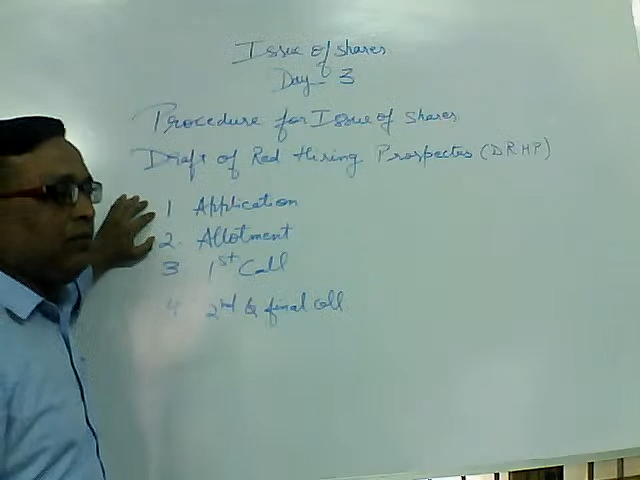 Issue of shares
Day - 3
Procedure for Issue of shares
Draft of Red Hiring Prospectus (DRHP)
1 Application
2. Allotment
3 1st Call
4 2nd & final call